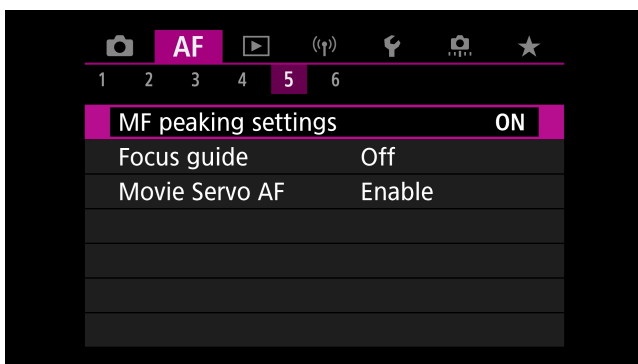 AF
1 2 3 4 5 6
MF peaking settings ON
Focus guide Off
Movie Servo AF Enable